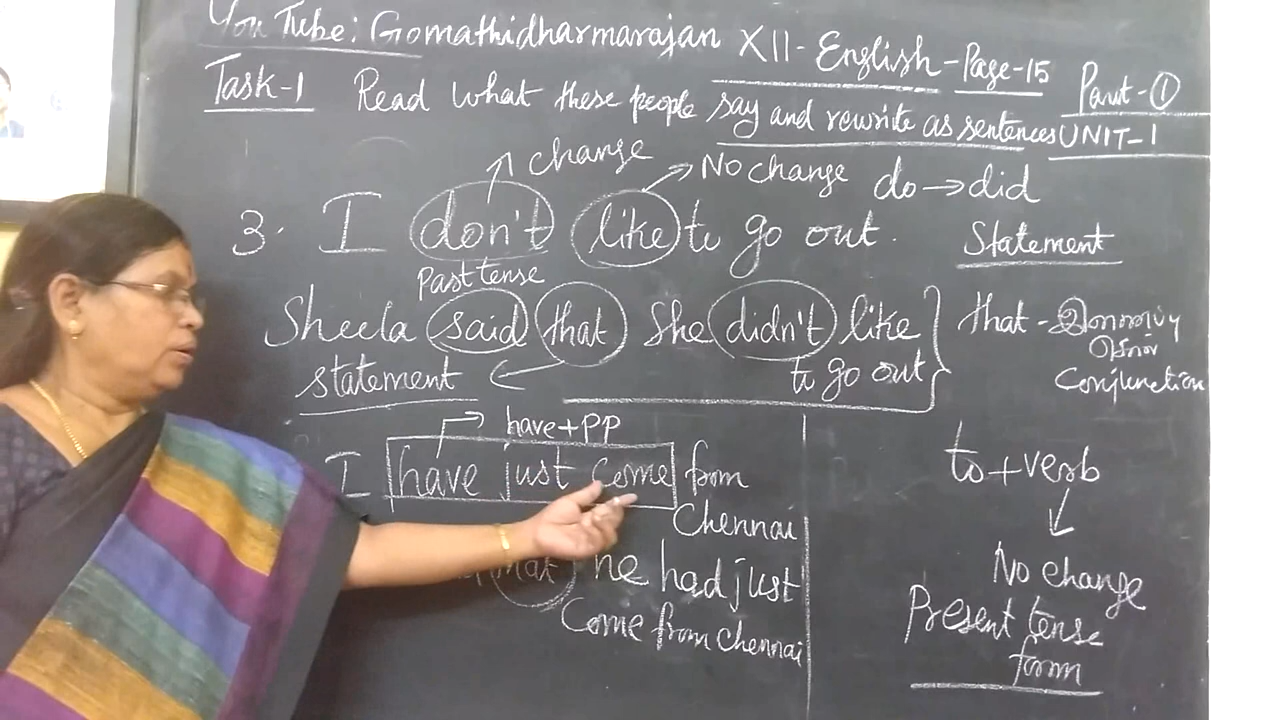 YouTube: Gomathidharmarajan XII-English-Page-15 Part-①
Task-1 Read what these people say and rewrite as sentences UNIT-1
change No change do→did
3. I don't like to go out. Statement
Past tense
Sheela said that she didn't like that -
to go out
statement Conjunction
have+PP
I have just come from to+verb
Chennai
that he had just No change
Come from Chennai Present tense
form